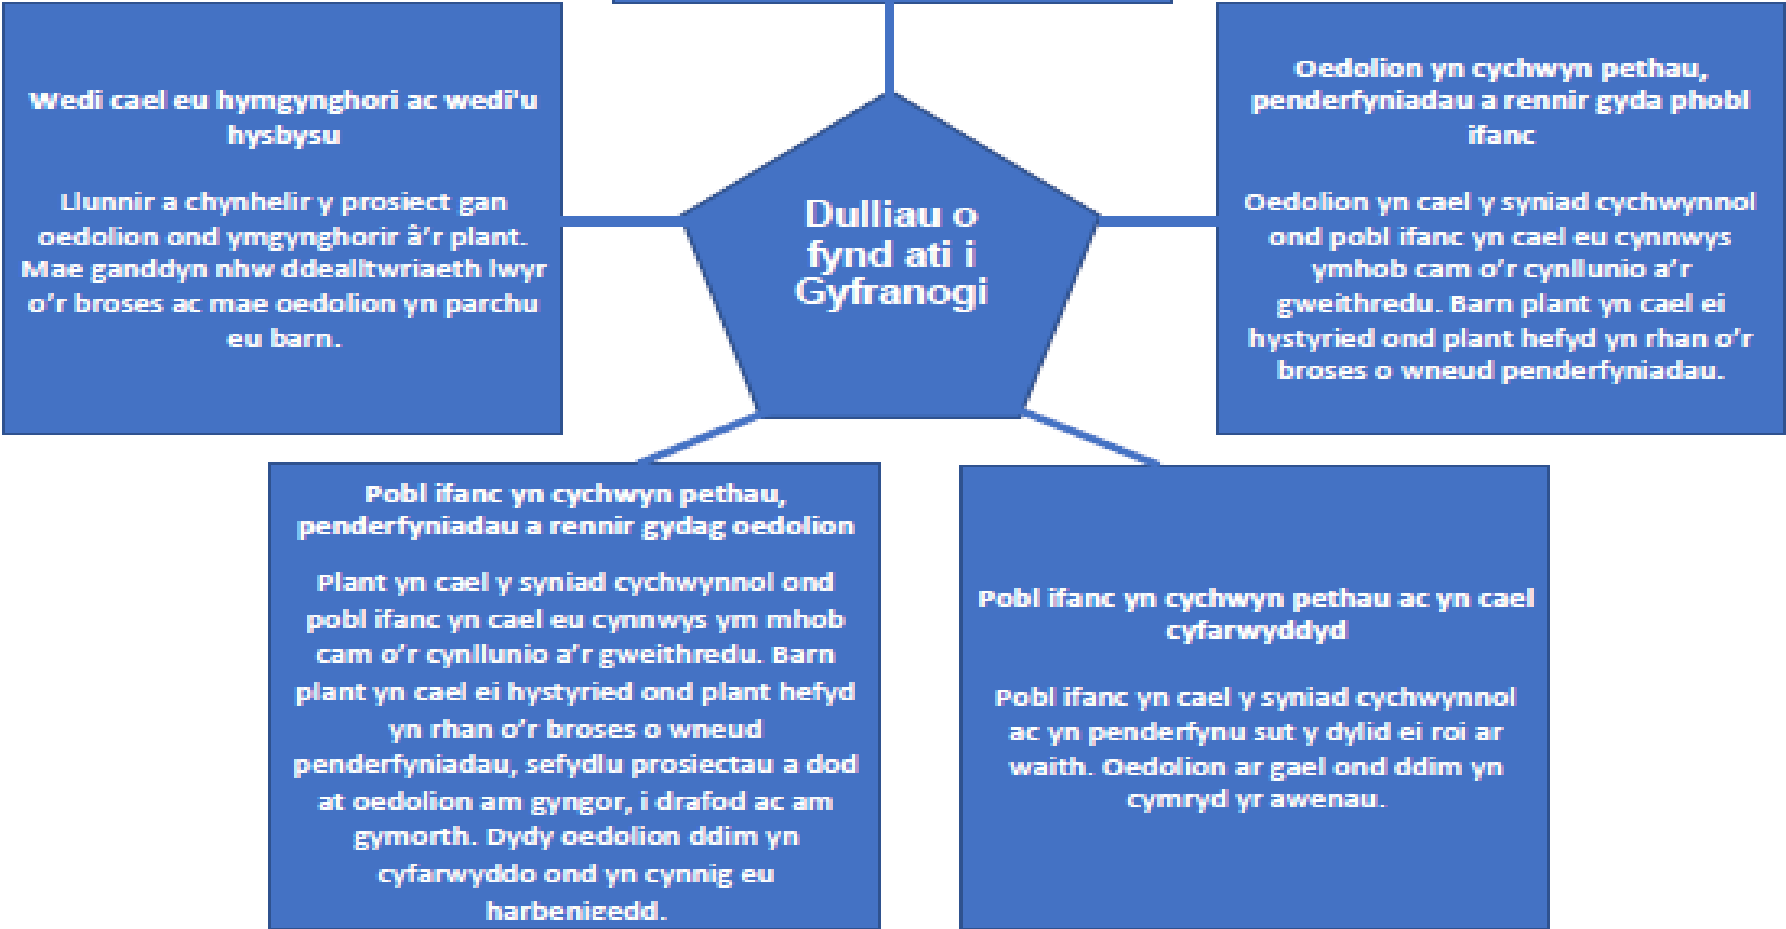 Wedi cael eu hymgynghori ac wedi'u
hysbysu
Llunnir a chynhelir y prosiect gan
oedolion ond ymgynghorir â'r plant.
Mae ganddyn nhw ddealltwriaeth lwyr
o'r broses ac mae oedolion yn parchu
eu barn.
Dulliau o
fynd ati i
Gyfranogi
Oedolion yn cychwyn pethau,
penderfyniadau a rennir gyda phobl
ifanc
Oedolion yn cael y syniad cychwynnol
ond pobl ifanc yn cael eu cynnwys
ymhob cam o'r cynllunio a'r
gweithredu. Barn plant yn cael ei
hystyried ond plant hefyd yn rhan o'r
broses o wneud penderfyniadau.
Pobl ifanc yn cychwyn pethau,
penderfyniadau a rennir gydag oedolion
Plant yn cael y syniad cychwynnol ond
pobl ifanc yn cael eu cynnwys ym mhob
cam o'r cynllunio a'r gweithredu. Barn
plant yn cael ei hystyried ond plant hefyd
yn rhan o'r broses o wneud
penderfyniadau, sefydlu prosiectau a dod
at oedolion am gyngor, i drafod ac am
gymorth. Dydy oedolion ddim yn
cyfarwyddo ond yn cynnig eu
harbenigedd.
Pobl ifanc yn cychwyn pethau ac yn cael
cyfarwyddyd
Pobl ifanc yn cael y syniad cychwynnol
ac yn penderfynu sut y dylid ei roi ar
waith. Oedolion ar gael ond ddim yn
cymryd yr awenau.